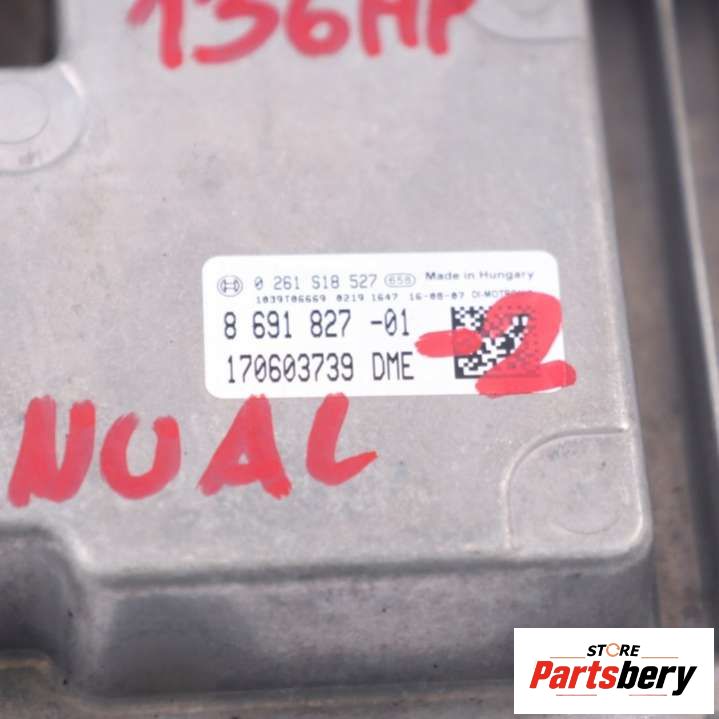 136HP
0 261 S18 527 658 Made in Hungary
1039T06669 0219 1647 16-08-07
8 691 827 -01
170603739 DME
-2
NUAL
STORE
Partsbery